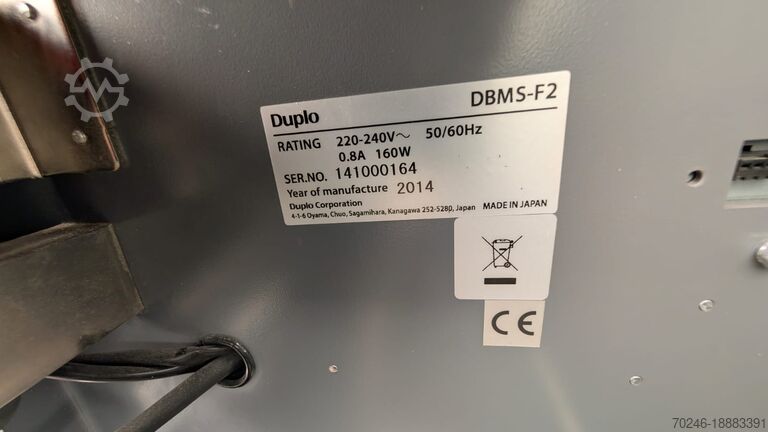 Duplo DBMS-F2
RATING 220-240V～ 50/60Hz
0.8A 160W
SER.NO. 141000164
Year of manufacture 2014
Duplo Corporation
4-1-6 Oyama, Chuo, Sagamihara, Kanagawa 252-5280, Japan MADE IN JAPAN
CE
70246-18883391